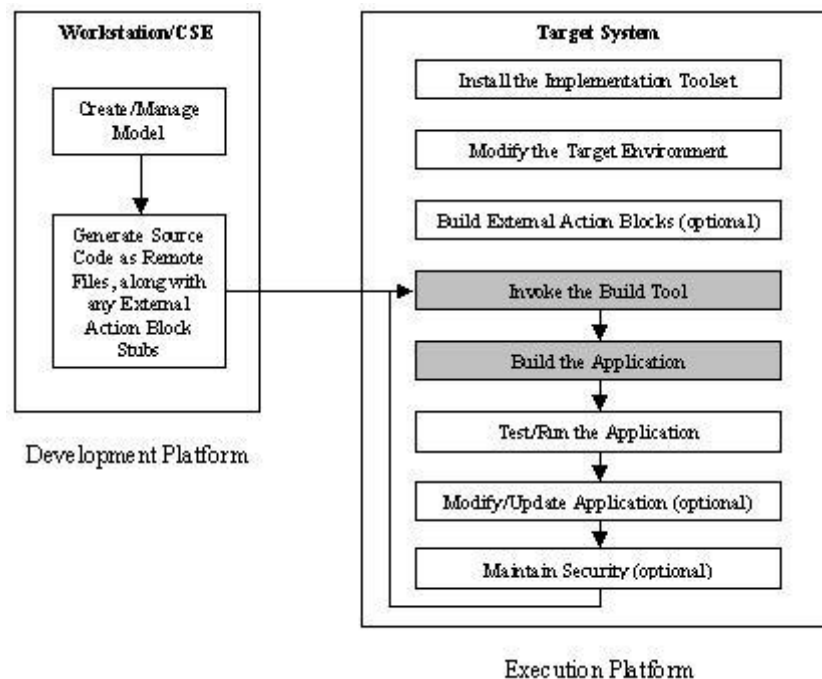 Workstation/CSE
Create/Manage
Model
Generate Source
Code as Remote
Files, along with
any External
Action Block
Stubs
Development Platform
Target System
Install the Implementation Toolset
Modify the Target Environment
Build External Action Blocks (optional)
Invoke the Build Tool
Build the Application
Test/Run the Application
Modify/Update Application (optional)
Maintain Security (optional)
Execution Platform